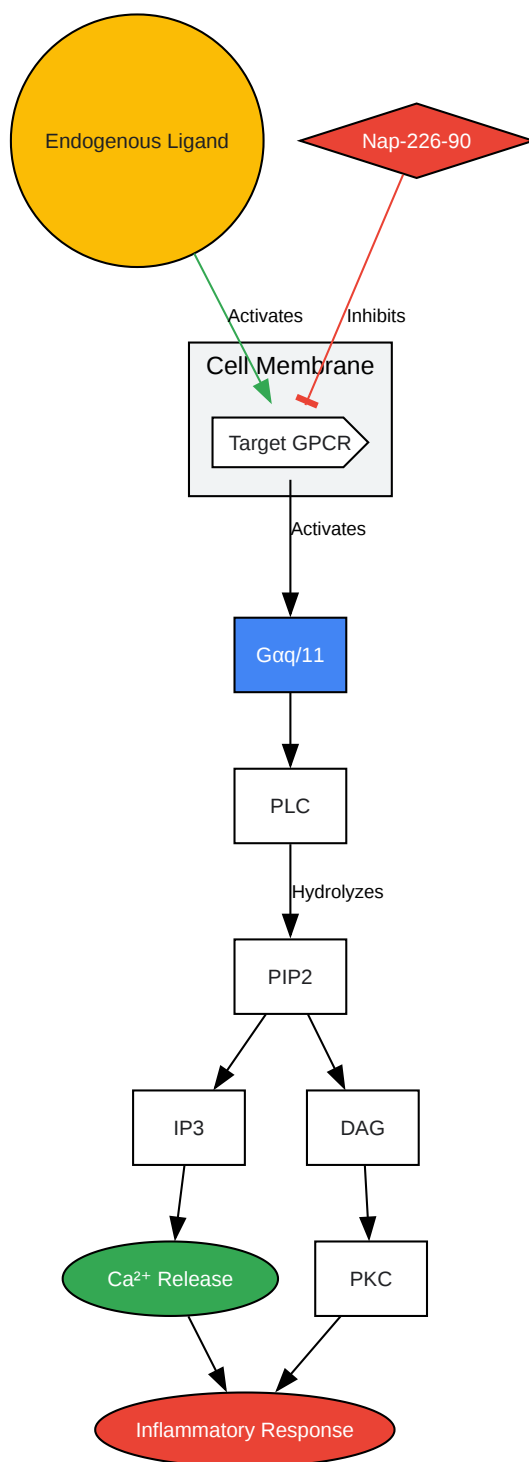 Endogenous Ligand
Nap-226-90
Activates
Inhibits
Cell Membrane
Target GPCR
Activates
Gαq/11
PLC
Hydrolyzes
PIP2
IP3
DAG
Ca²⁺ Release
PKC
Inflammatory Response